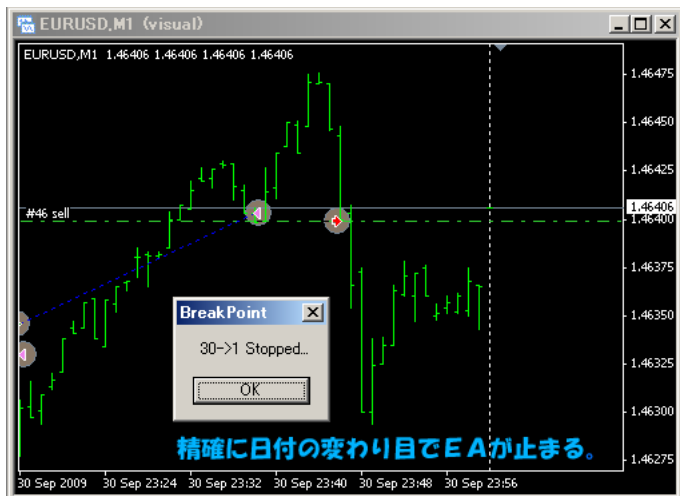 EURUSD,M1 (visual)
EURUSD,M1 1.46406 1.46406 1.46406 1.46406
1.46475
1.46450
1.46425
1.46406
1.46400
#46 sell
1.46375
1.46350
1.46325
1.46300
1.46275
BreakPoint
30->1 Stopped...
OK
精確に日付の変わり目でEAが止まる。
30 Sep 2009 30 Sep 23:24 30 Sep 23:32 30 Sep 23:40 30 Sep 23:48 30 Sep 23:56